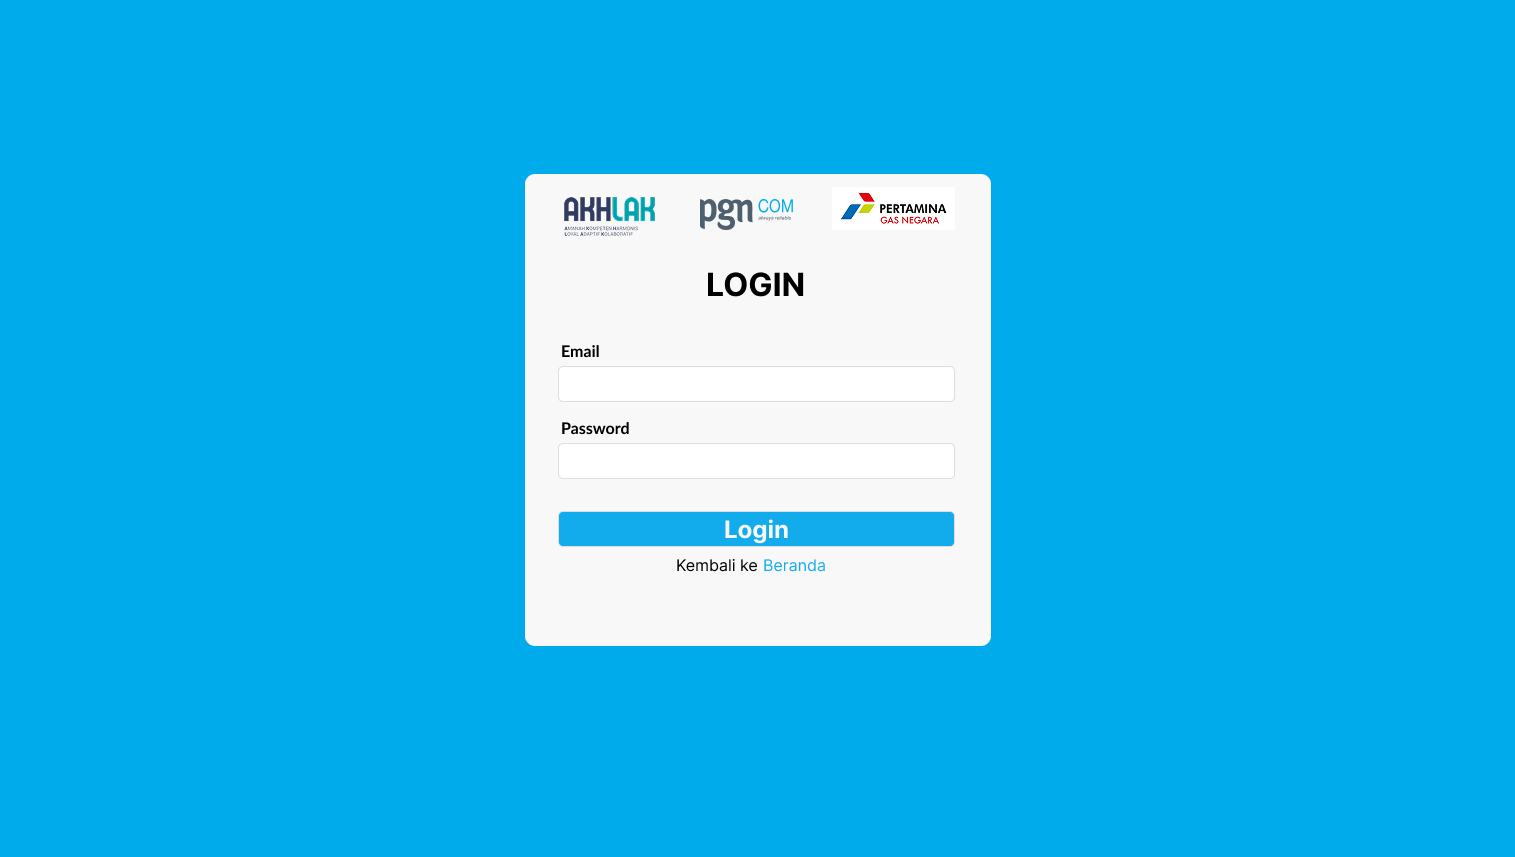 AKHLAK
AMANAH KOMPETEN HARMONIS
LOYAL ADAPTIF KOLABORATIF
pgn COM
always reliable
PERTAMINA
GAS NEGARA
LOGIN
Email
Password
Login
Kembali ke Beranda